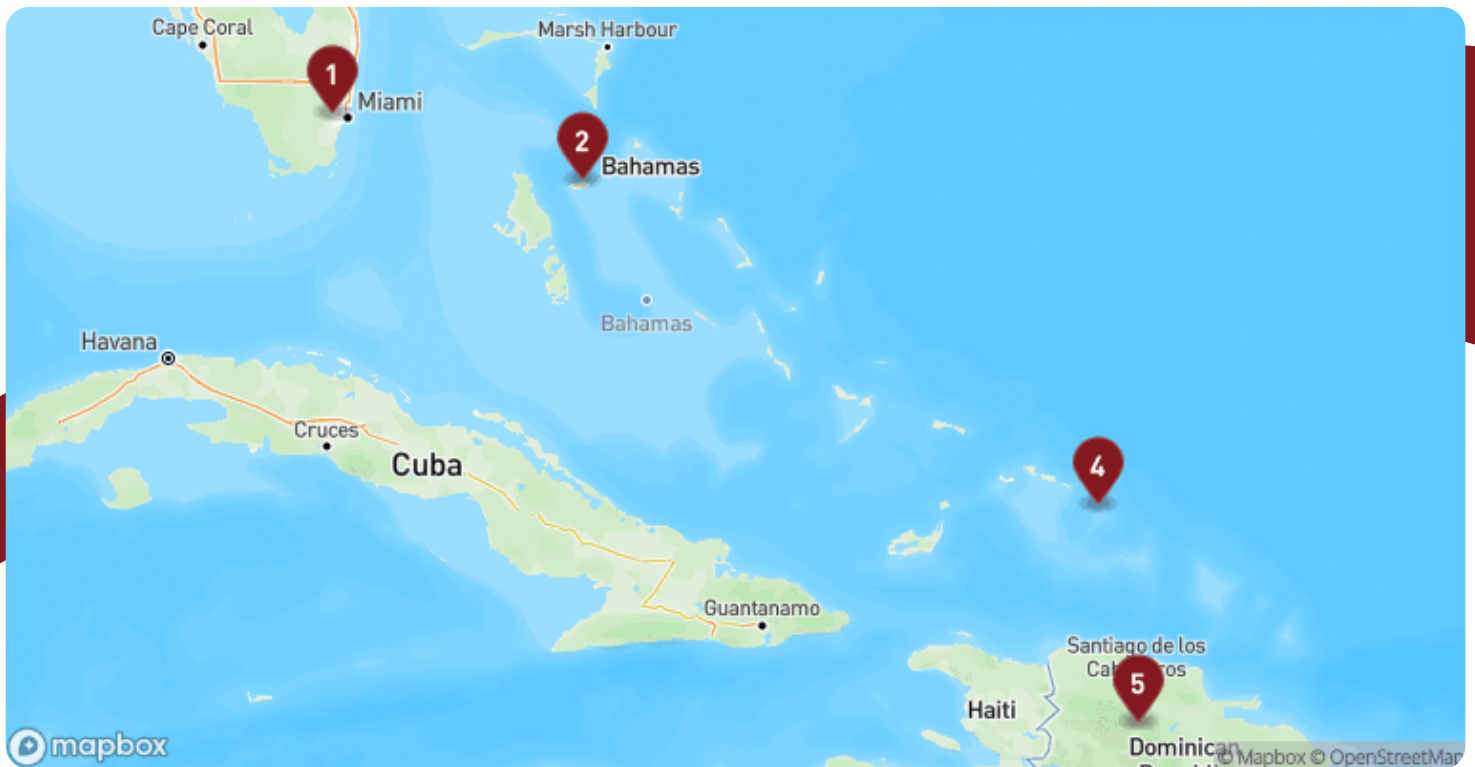 Cape Coral
Marsh Harbour
1
Miami
2
Bahamas
Bahamas
Havana
Cruces
Cuba
4
Guantanamo
Santiago de los
5
Haiti
Dominican
mapbox
© Mapbox © OpenStreetMap